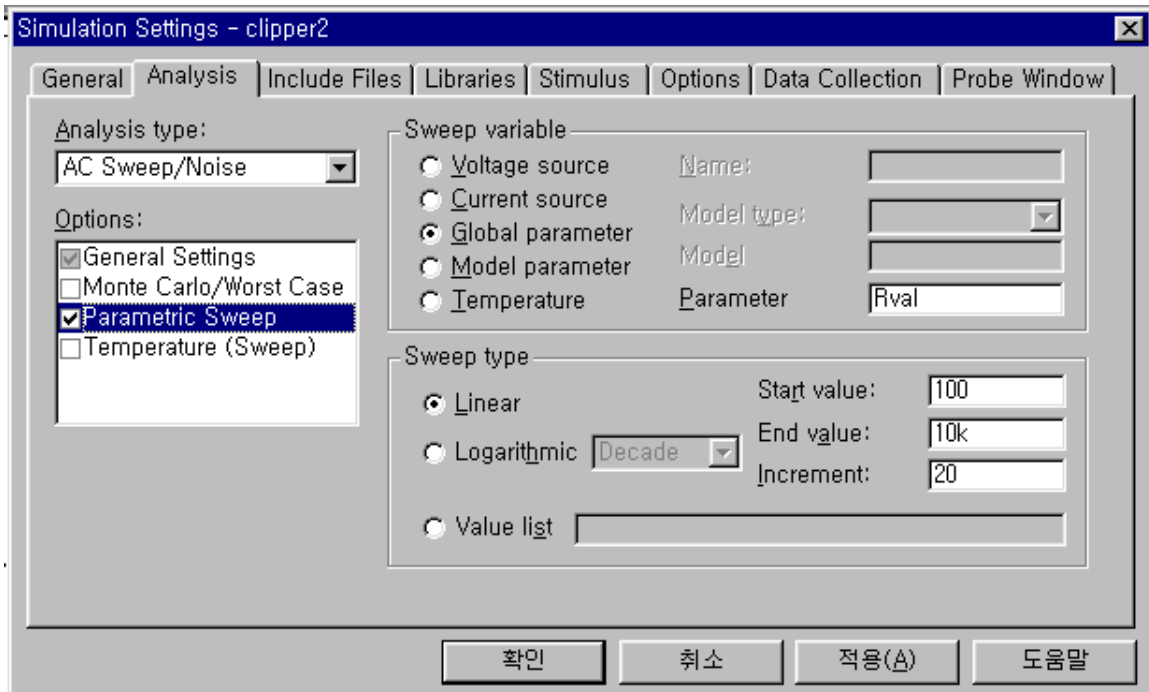 Simulation Settings - clipper2
General Analysis Include Files Libraries Stimulus Options Data Collection Probe Window
Analysis type:
AC Sweep/Noise
Options:
General Settings
Monte Carlo/Worst Case
Parametric Sweep
Temperature (Sweep)
Sweep variable
Voltage source
Current source
Global parameter
Model parameter
Temperature
Name:
Model type:
Model
Parameter Rval
Sweep type
Linear
Logarithmic Decade
Value list
Start value: 100
End value: 10k
Increment: 20
확인 취소 적용(A) 도움말